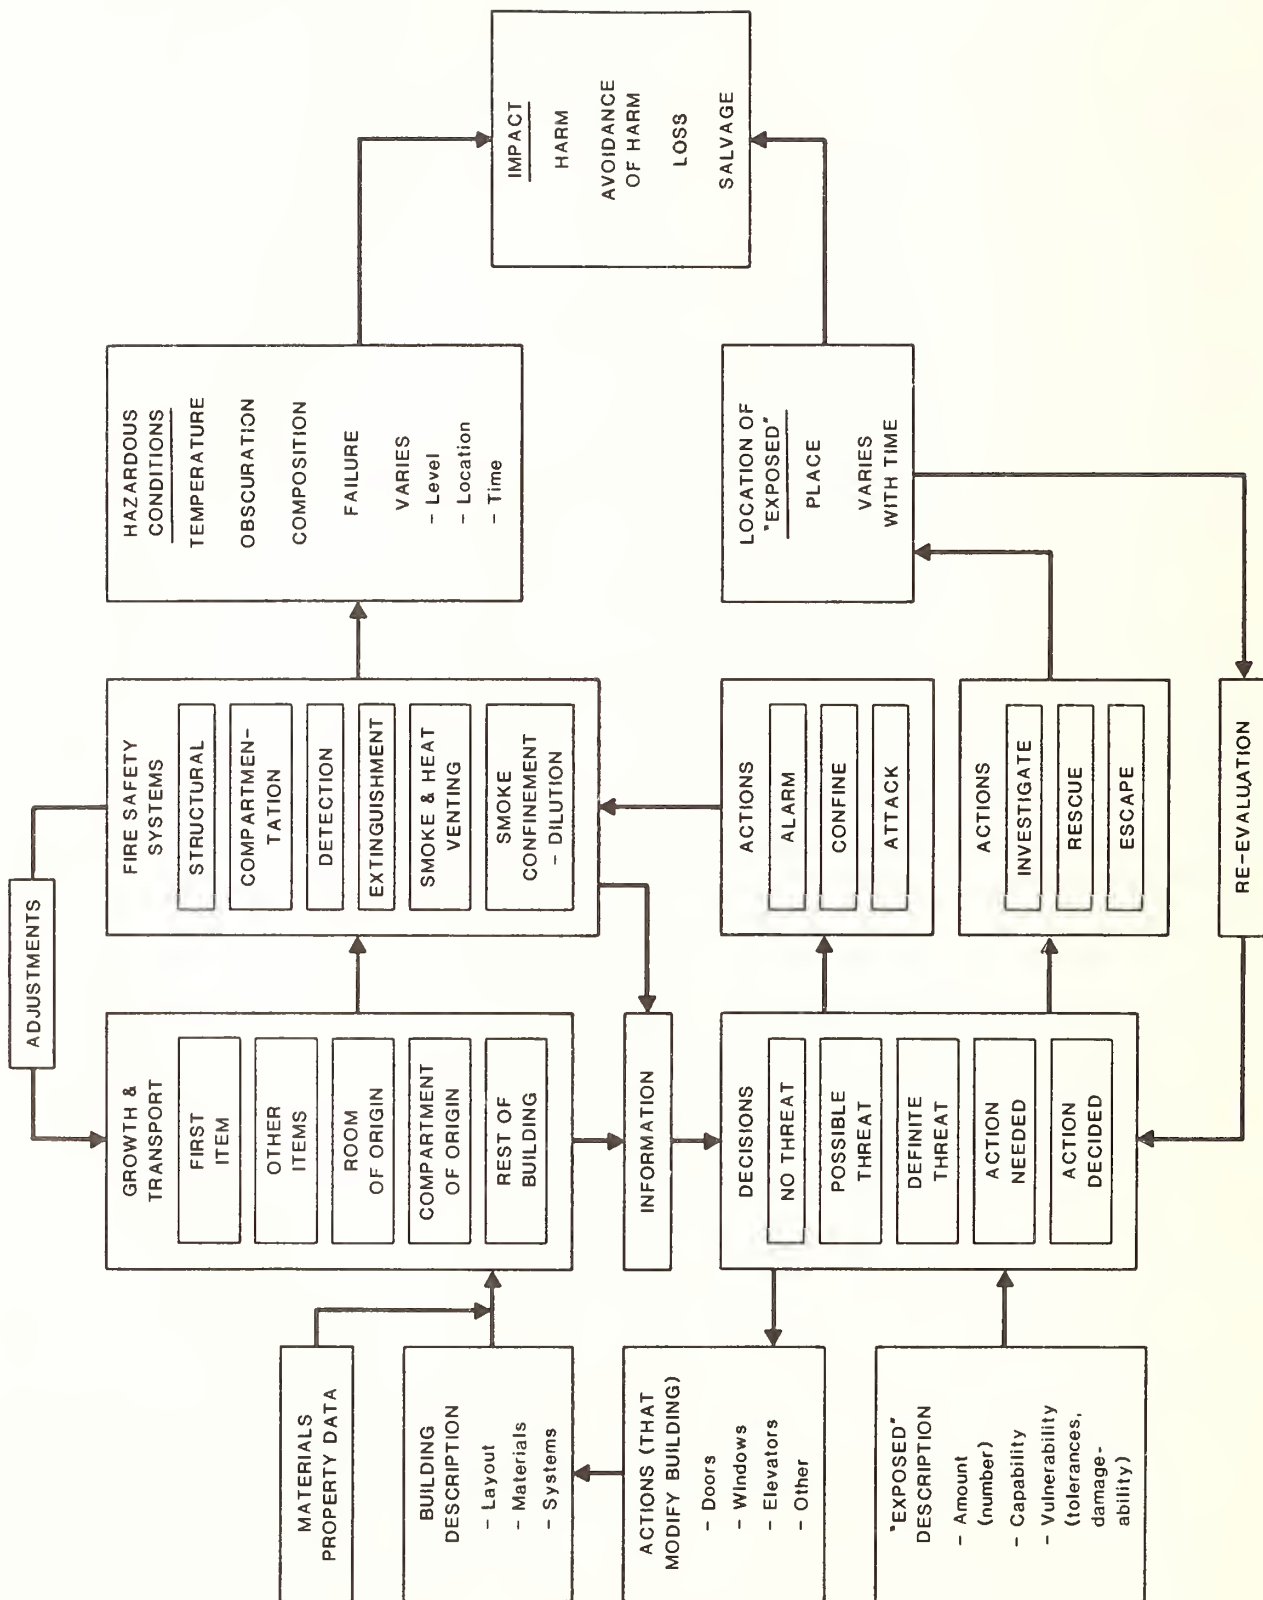 MATERIALS
PROPERTY DATA
BUILDING
DESCRIPTION
- Layout
- Materials
- Systems
ACTIONS (THAT
MODIFY BUILDING)
- Doors
- Windows
- Elevators
- Other
"EXPOSED"
DESCRIPTION
- Amount
(number)
- Capability
- Vulnerability
(tolerances,
damage-
ability)
ADJUSTMENTS
GROWTH &
TRANSPORT
FIRST
ITEM
OTHER
ITEMS
ROOM
OF ORIGIN
COMPARTMENT
OF ORIGIN
REST OF
BUILDING
INFORMATION
DECISIONS
NO THREAT
POSSIBLE
THREAT
DEFINITE
THREAT
ACTION
NEEDED
ACTION
DECIDED
FIRE SAFETY
SYSTEMS
STRUCTURAL
COMPARTMEN-
TATION
DETECTION
EXTINGUISHMENT
SMOKE & HEAT
VENTING
SMOKE
CONFINEMENT
- DILUTION
ACTIONS
ALARM
CONFINE
ATTACK
ACTIONS
INVESTIGATE
RESCUE
ESCAPE
RE-EVALUATION
HAZARDOUS
CONDITIONS
TEMPERATURE
OBSCURATION
COMPOSITION
FAILURE
VARIES
- Level
- Location
- Time
LOCATION OF
"EXPOSED"
PLACE
VARIES
WITH TIME
IMPACT
HARM
AVOIDANCE
OF HARM
LOSS
SALVAGE